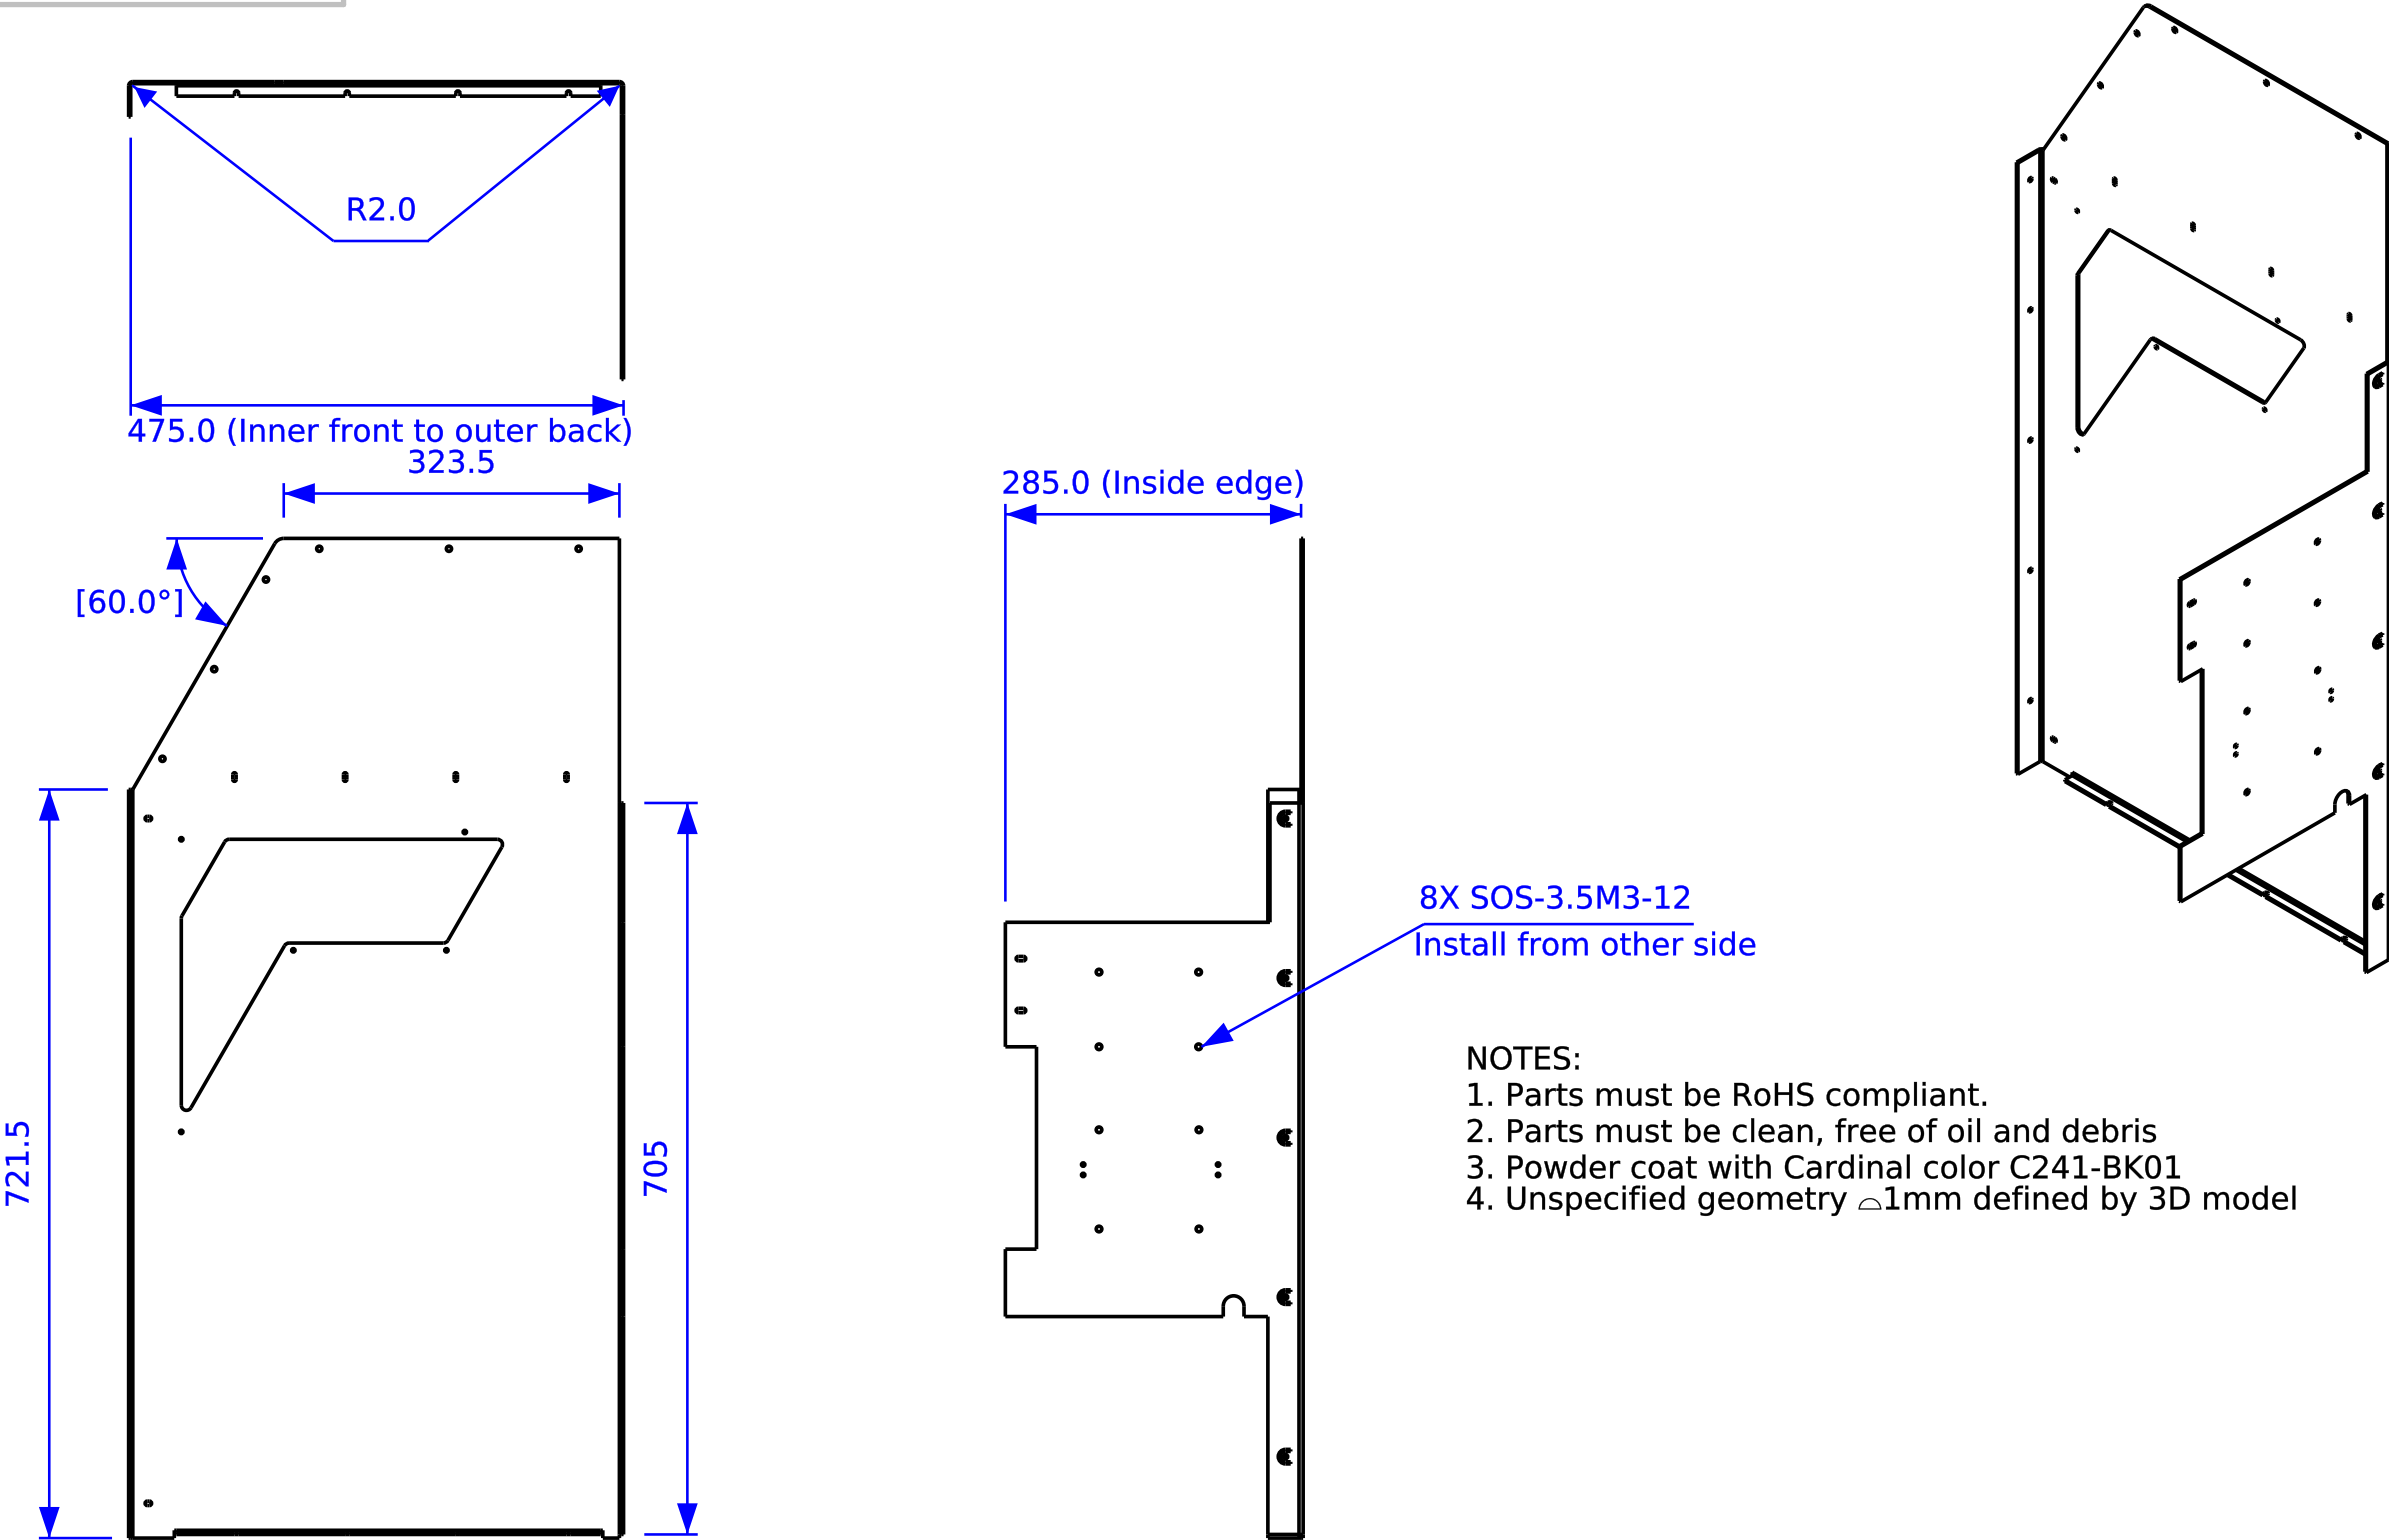 R2.0
475.0 (Inner front to outer back)
323.5
[60.0°]
721.5
705
285.0 (Inside edge)
8X SOS-3.5M3-12
Install from other side
NOTES:
1. Parts must be RoHS compliant.
2. Parts must be clean, free of oil and debris
3. Powder coat with Cardinal color C241-BK01
4. Unspecified geometry ⌓1mm defined by 3D model